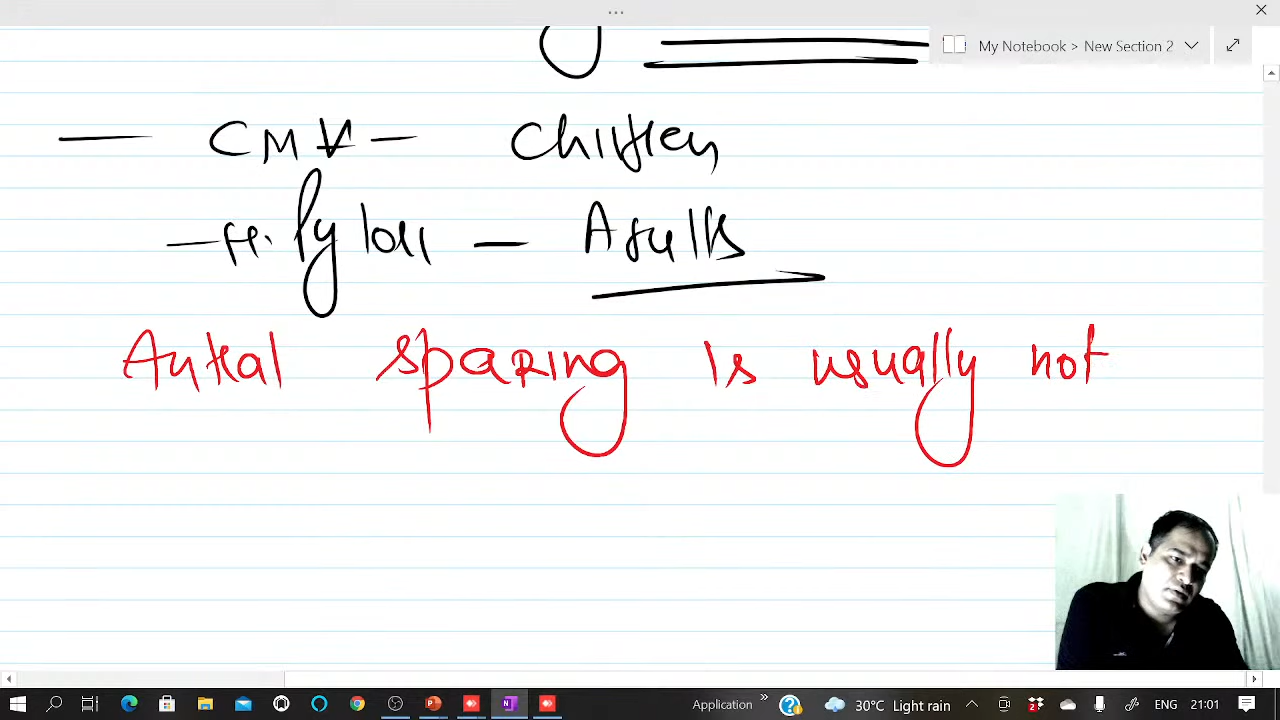 My Notebook > New Section 2
— CMV — Children
— H. Pylori — Adults
Antral sparing is usually not
Application
30°C Light rain
ENG
21:01